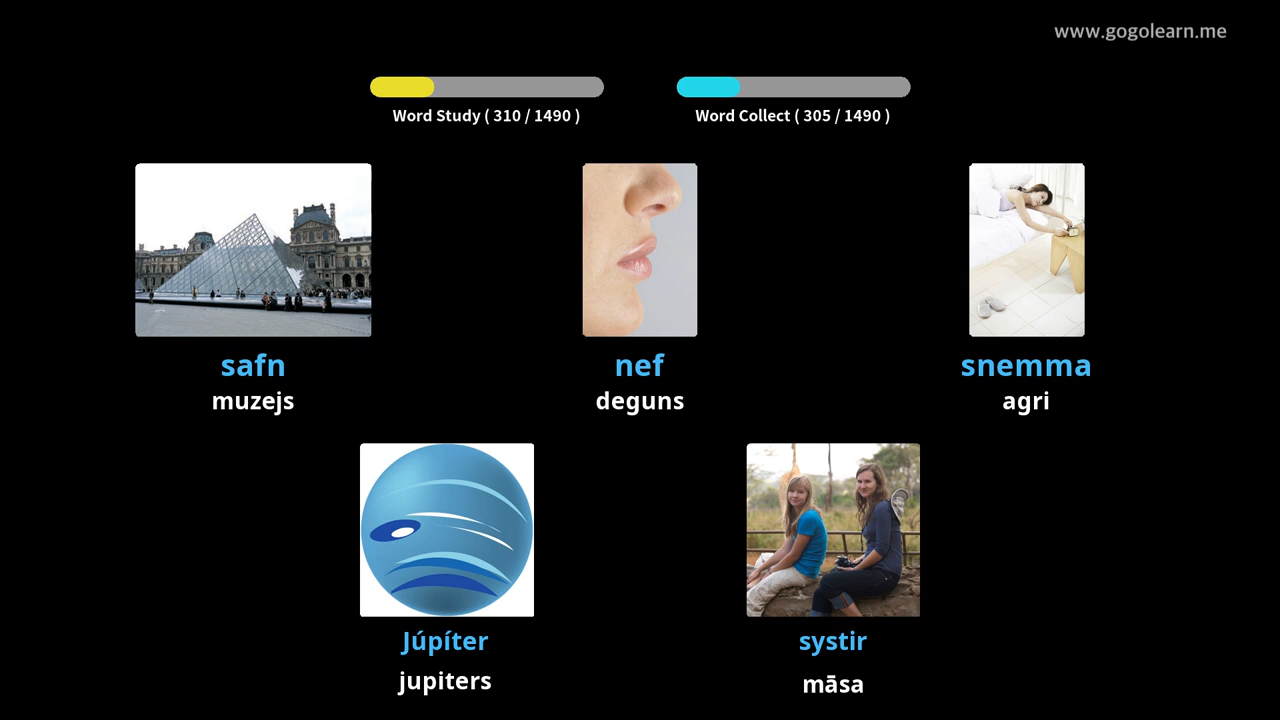 www.gogolearn.me
Word Study ( 310 / 1490 )
Word Collect ( 305 / 1490 )
safn
muzejs
nef
deguns
snemma
agri
Júpíter
jupiters
systir
māsa